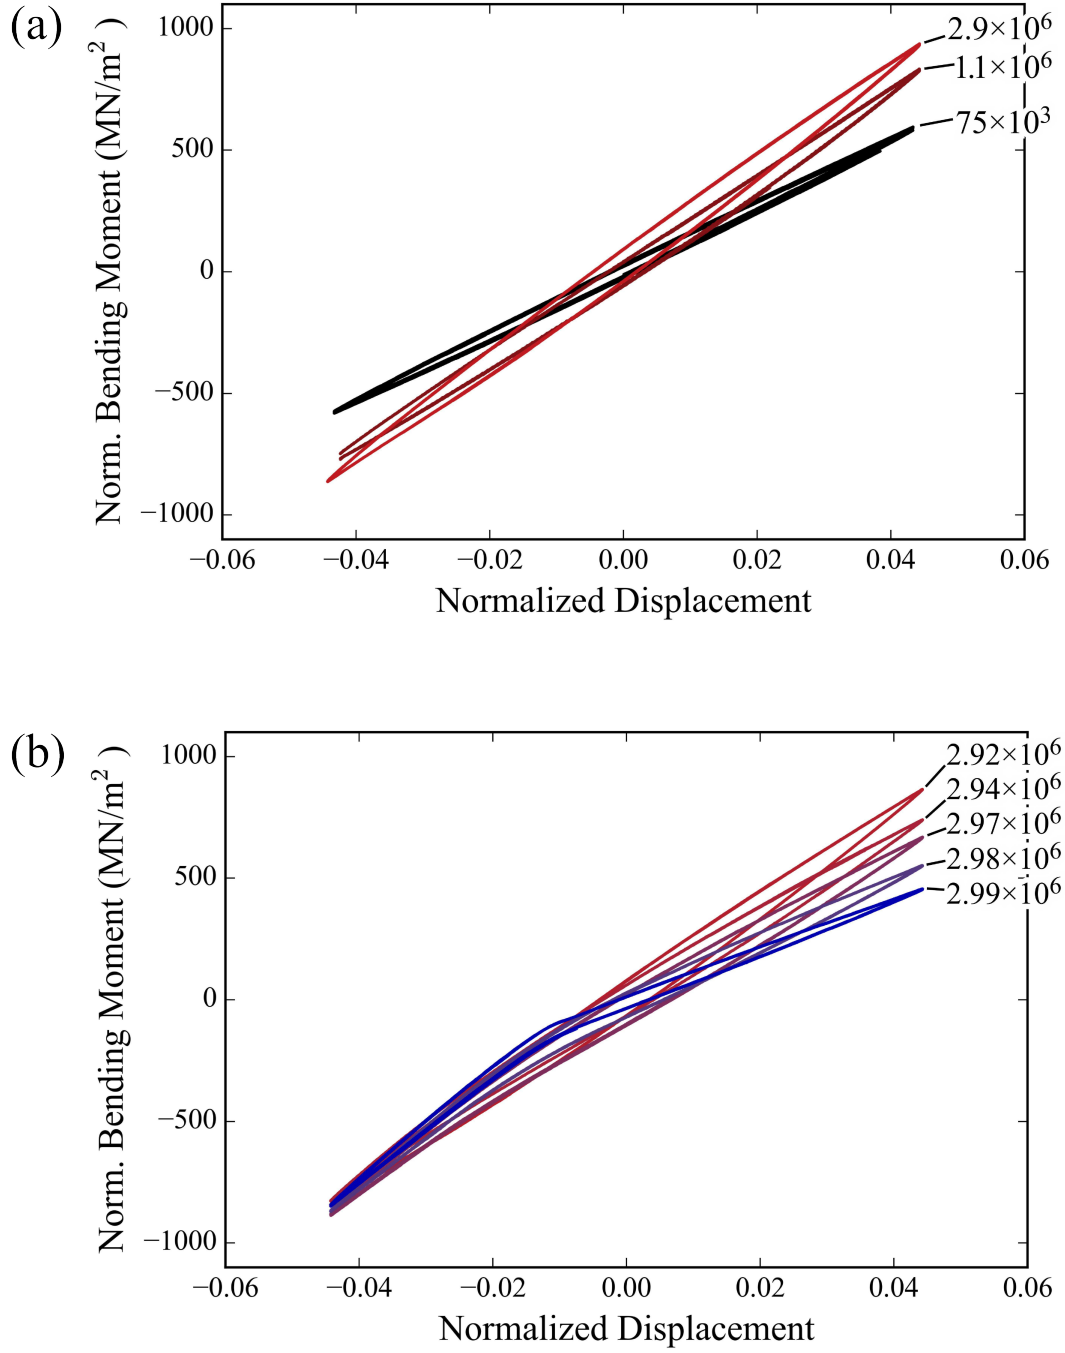 (a)
Norm. Bending Moment (MN/m² )
1000
500
0
−500
−1000
2.9×10⁶
1.1×10⁶
75×10³
−0.06 −0.04 −0.02 0.00 0.02 0.04 0.06
Normalized Displacement
(b)
Norm. Bending Moment (MN/m² )
1000
500
0
−500
−1000
2.92×10⁶
2.94×10⁶
2.97×10⁶
2.98×10⁶
2.99×10⁶
−0.06 −0.04 −0.02 0.00 0.02 0.04 0.06
Normalized Displacement